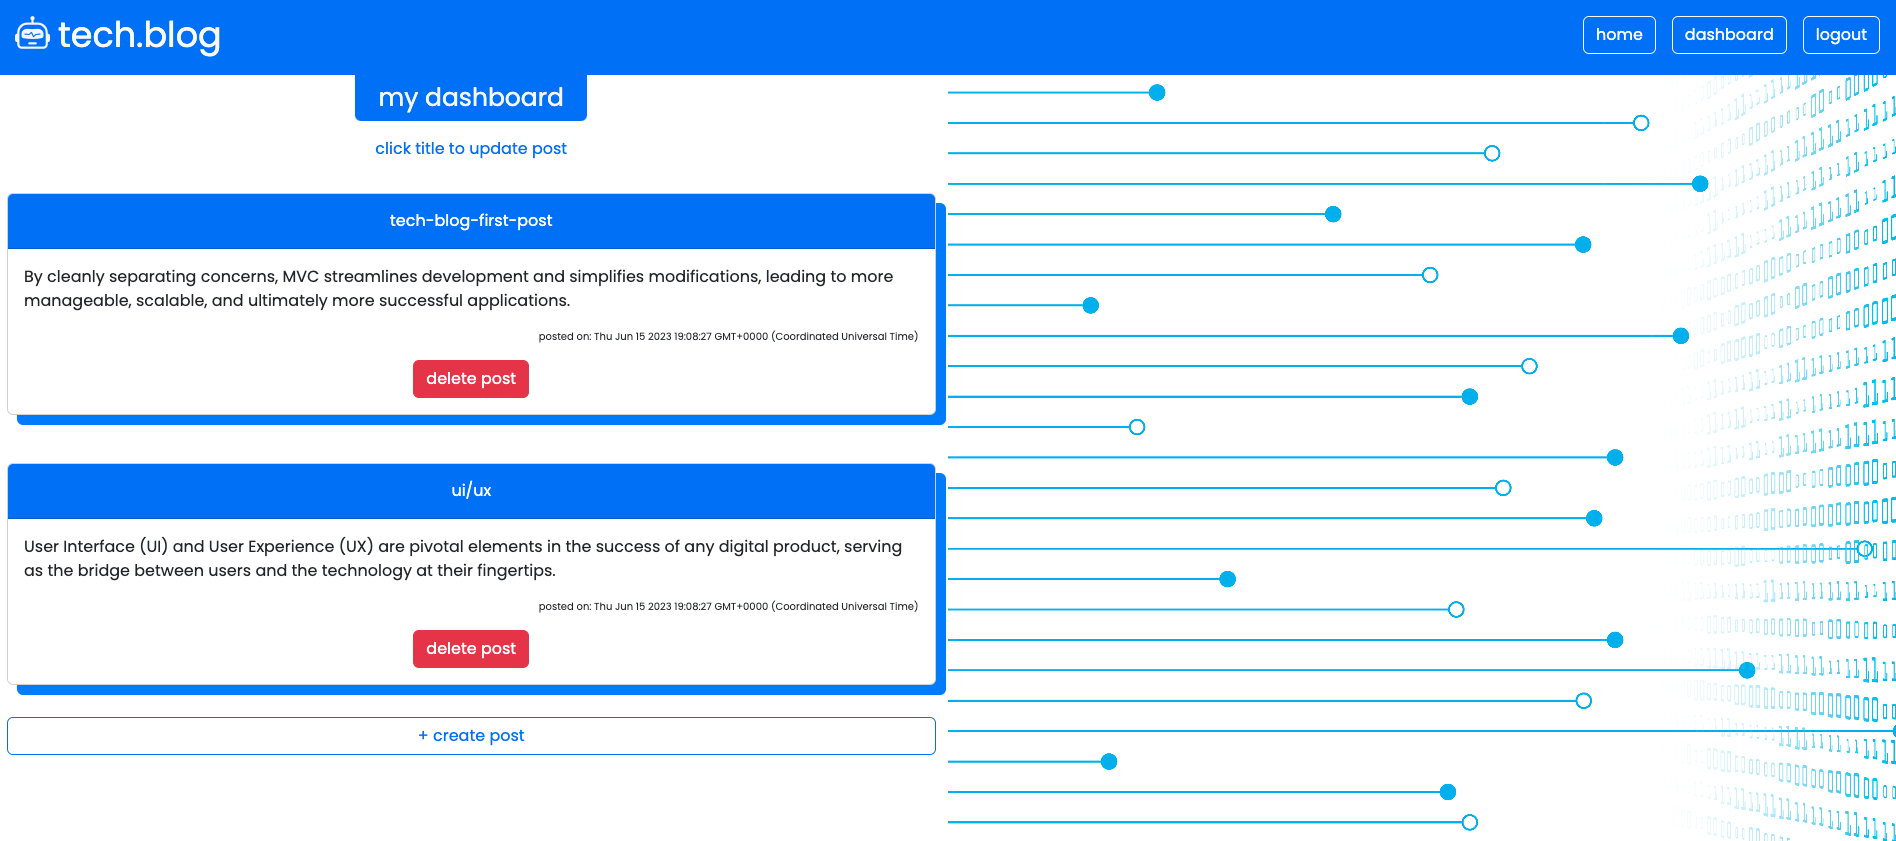 tech.blog
home
dashboard
logout
my dashboard
click title to update post
tech-blog-first-post
By cleanly separating concerns, MVC streamlines development and simplifies modifications, leading to more
manageable, scalable, and ultimately more successful applications.
posted on: Thu Jun 15 2023 19:08:27 GMT+0000 (Coordinated Universal Time)
delete post
ui/ux
User Interface (UI) and User Experience (UX) are pivotal elements in the success of any digital product, serving
as the bridge between users and the technology at their fingertips.
posted on: Thu Jun 15 2023 19:08:27 GMT+0000 (Coordinated Universal Time)
delete post
+ create post